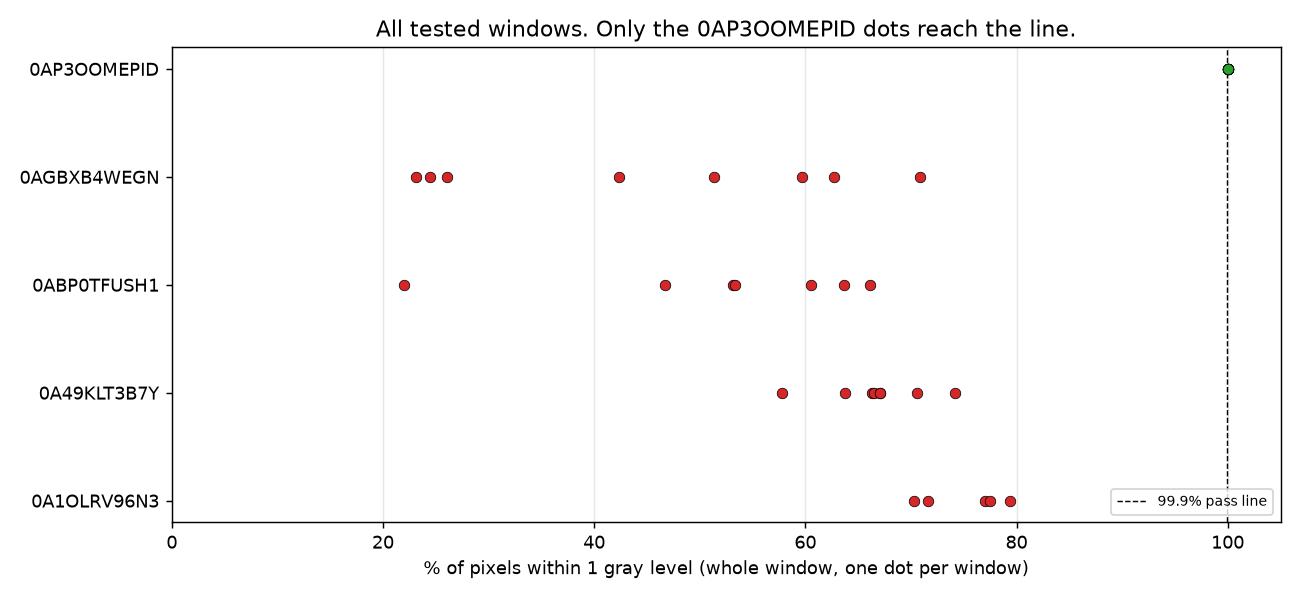 All tested windows. Only the 0AP3OOMEPID dots reach the line.
0AP3OOMEPID
0AGBXB4WEGN
0ABP0TFUSH1
0A49KLT3B7Y
0A1OLRV96N3
99.9% pass line
0 20 40 60 80 100
% of pixels within 1 gray level (whole window, one dot per window)